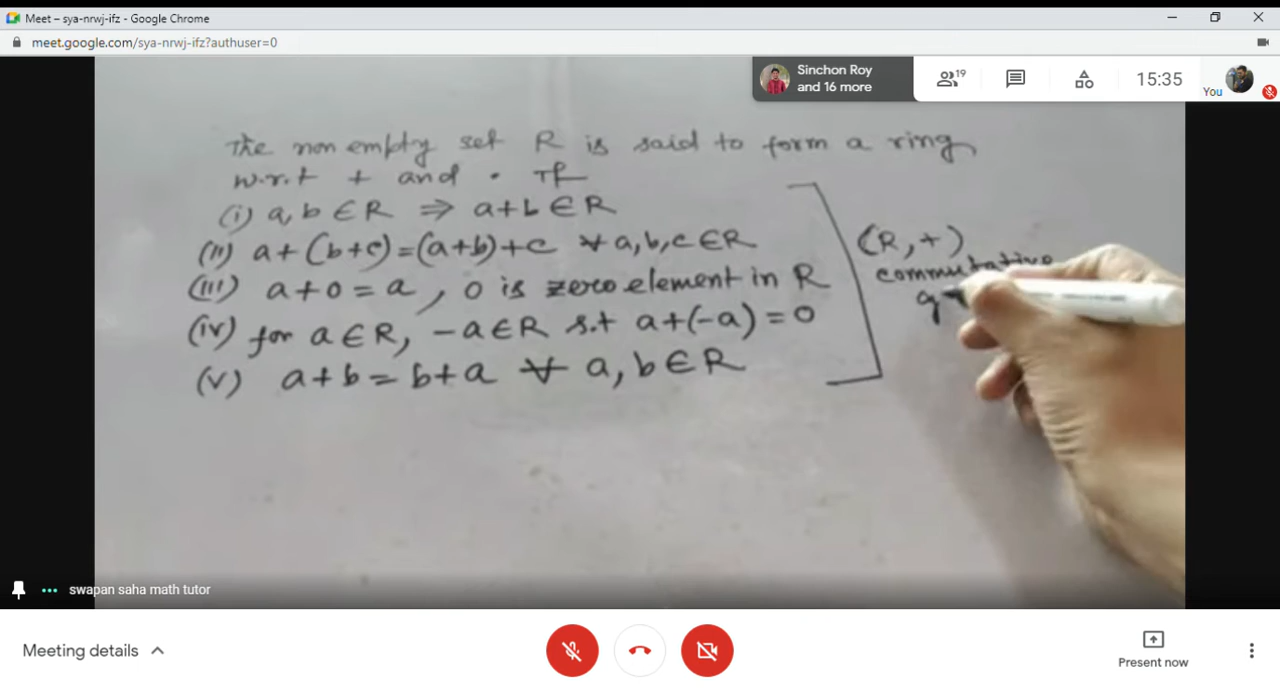 Meet – sya-nrwj-ifz - Google Chrome
meet.google.com/sya-nrwj-ifz?authuser=0
Sinchon Roy
and 16 more
19
15:35
You
The non empty set R is said to form a ring
w.r.t + and . If
(i) a, b ∈ R ⇒ a+b ∈ R
(ii) a+(b+c)=(a+b)+c ∀ a,b,c ∈ R
(iii) a+0=a, 0 is zero element in R
(iv) for a ∈ R, -a ∈ R s.t a+(-a)=0
(v) a+b=b+a ∀ a, b ∈ R
(R, +)
commutative
swapan saha math tutor
Meeting details
Present now